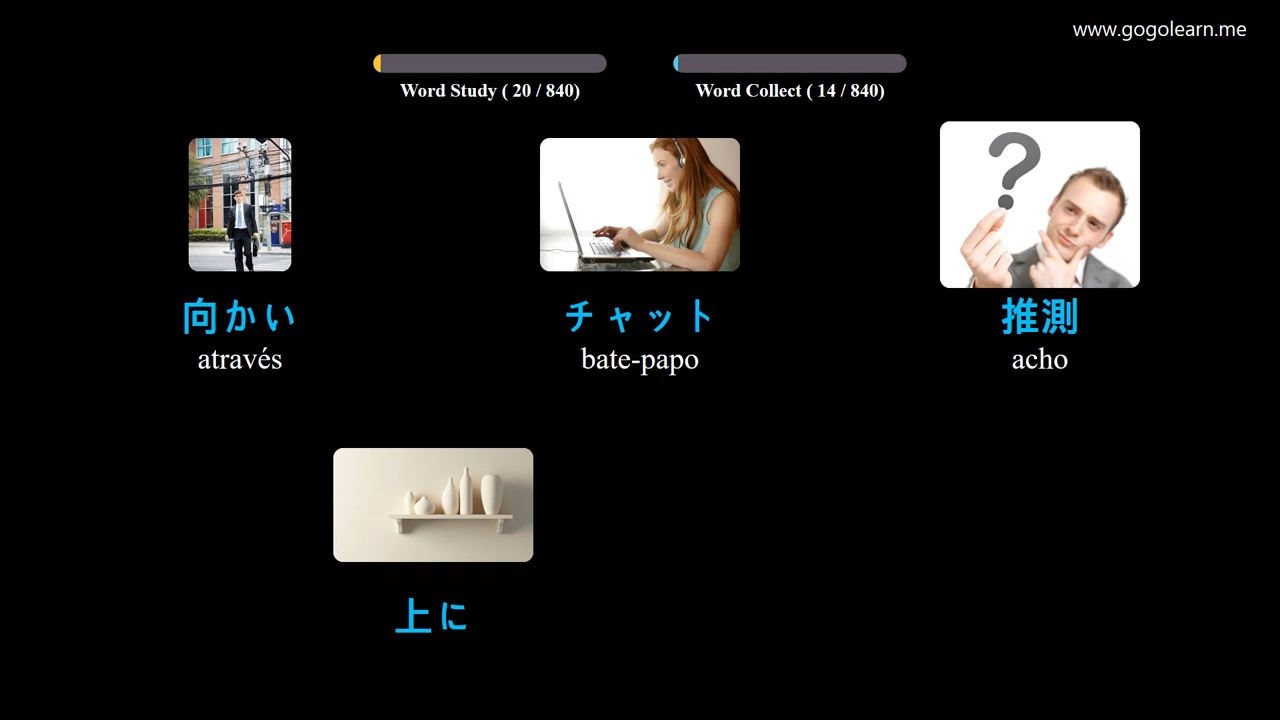 www.gogolearn.me
Word Study ( 20 / 840)
Word Collect ( 14 / 840)
向かい
チャット
推測
através
bate-papo
acho
上に